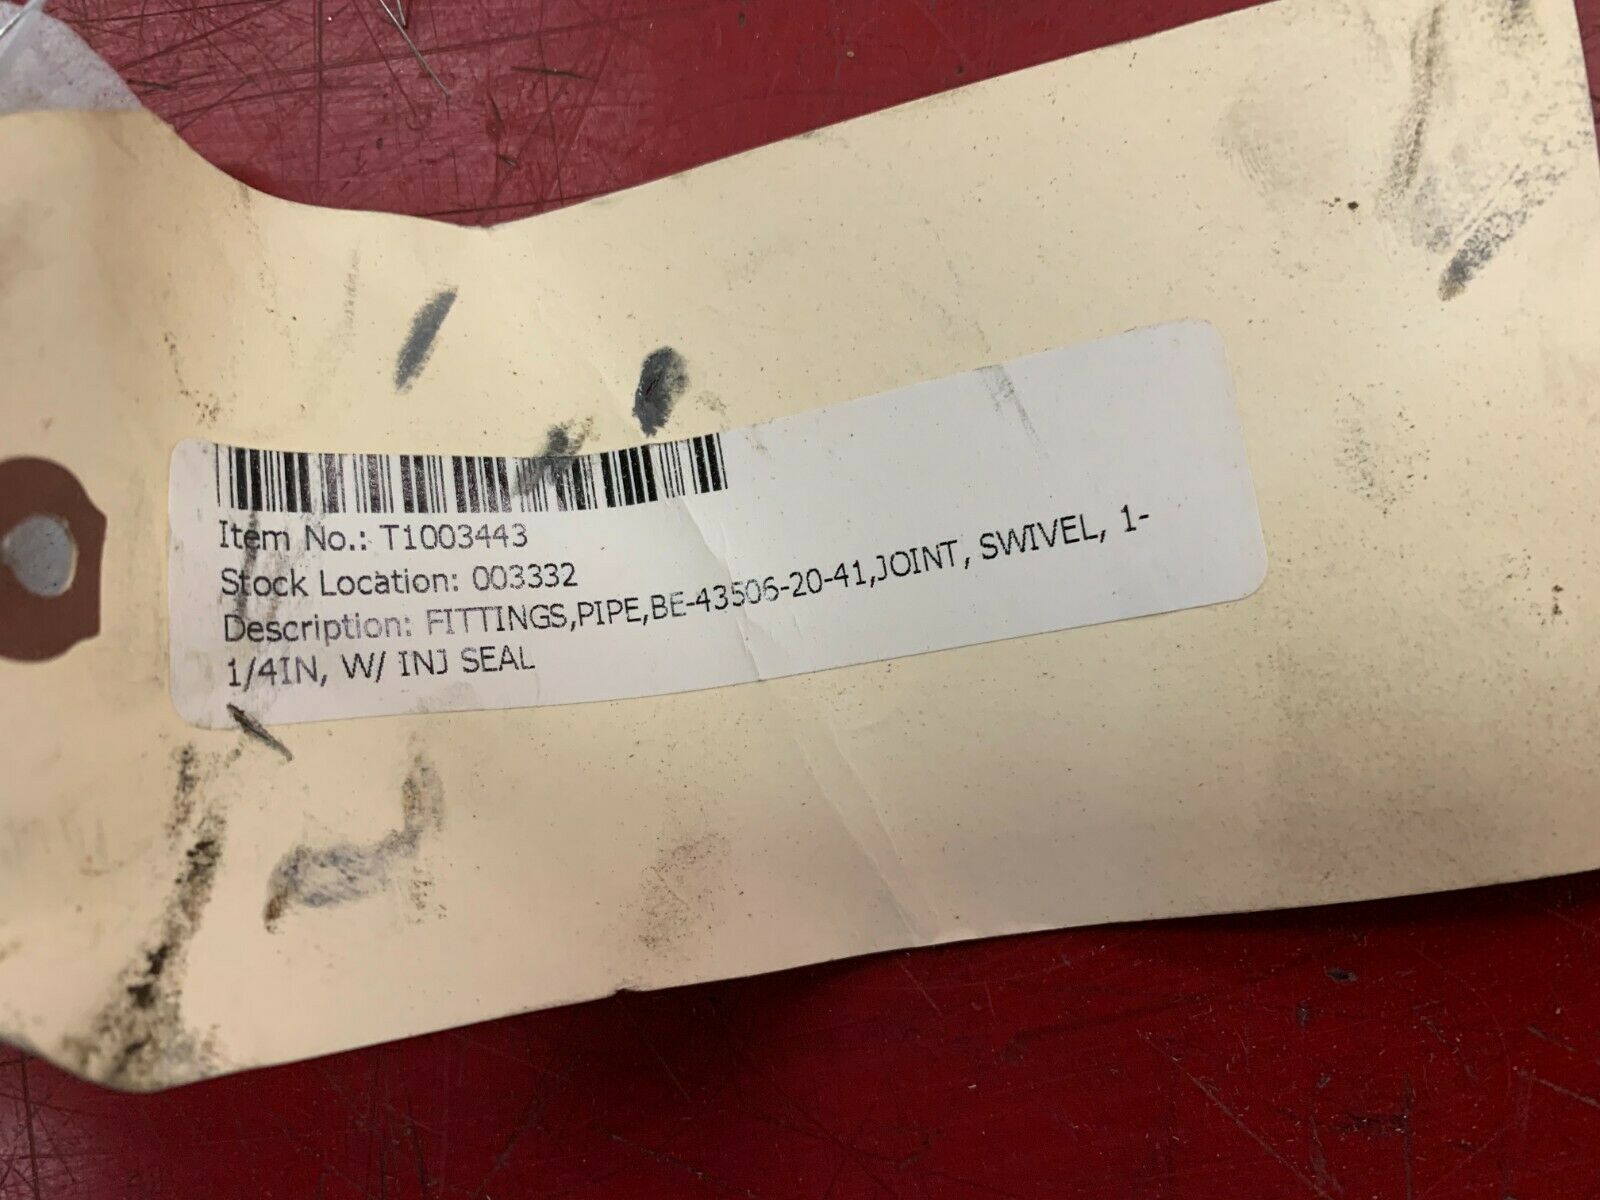 Item No.: T1003443
Stock Location: 003332
Description: FITTINGS,PIPE,BE-43506-20-41,JOINT, SWIVEL, 1-
1/4IN, W/ INJ SEAL